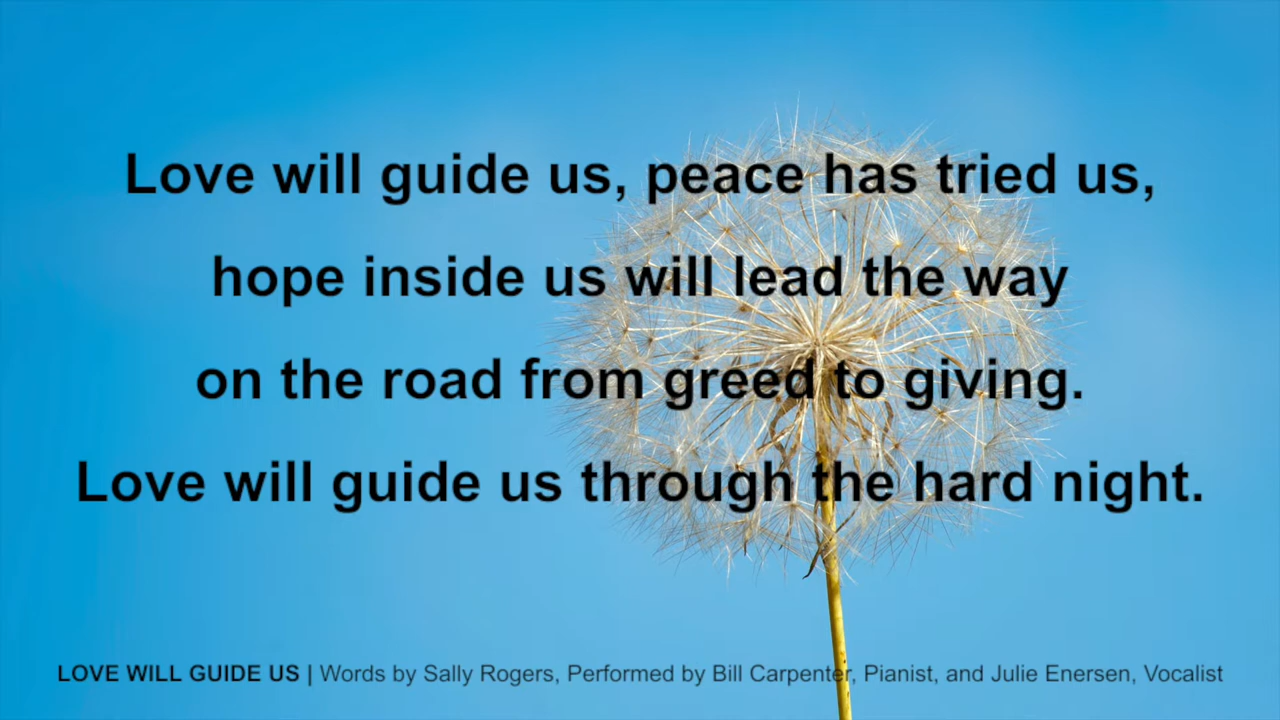 Love will guide us, peace has tried us,
hope inside us will lead the way
on the road from greed to giving.
Love will guide us through the hard night.
LOVE WILL GUIDE US | Words by Sally Rogers, Performed by Bill Carpenter, Pianist, and Julie Enersen, Vocalist